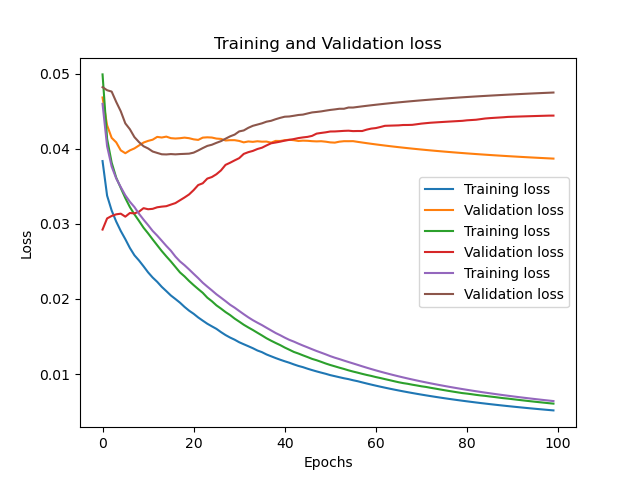 Training and Validation loss
0.05
0.04
0.03
0.02
0.01
Loss
Training loss
Validation loss
Training loss
Validation loss
Training loss
Validation loss
0 20 40 60 80 100
Epochs